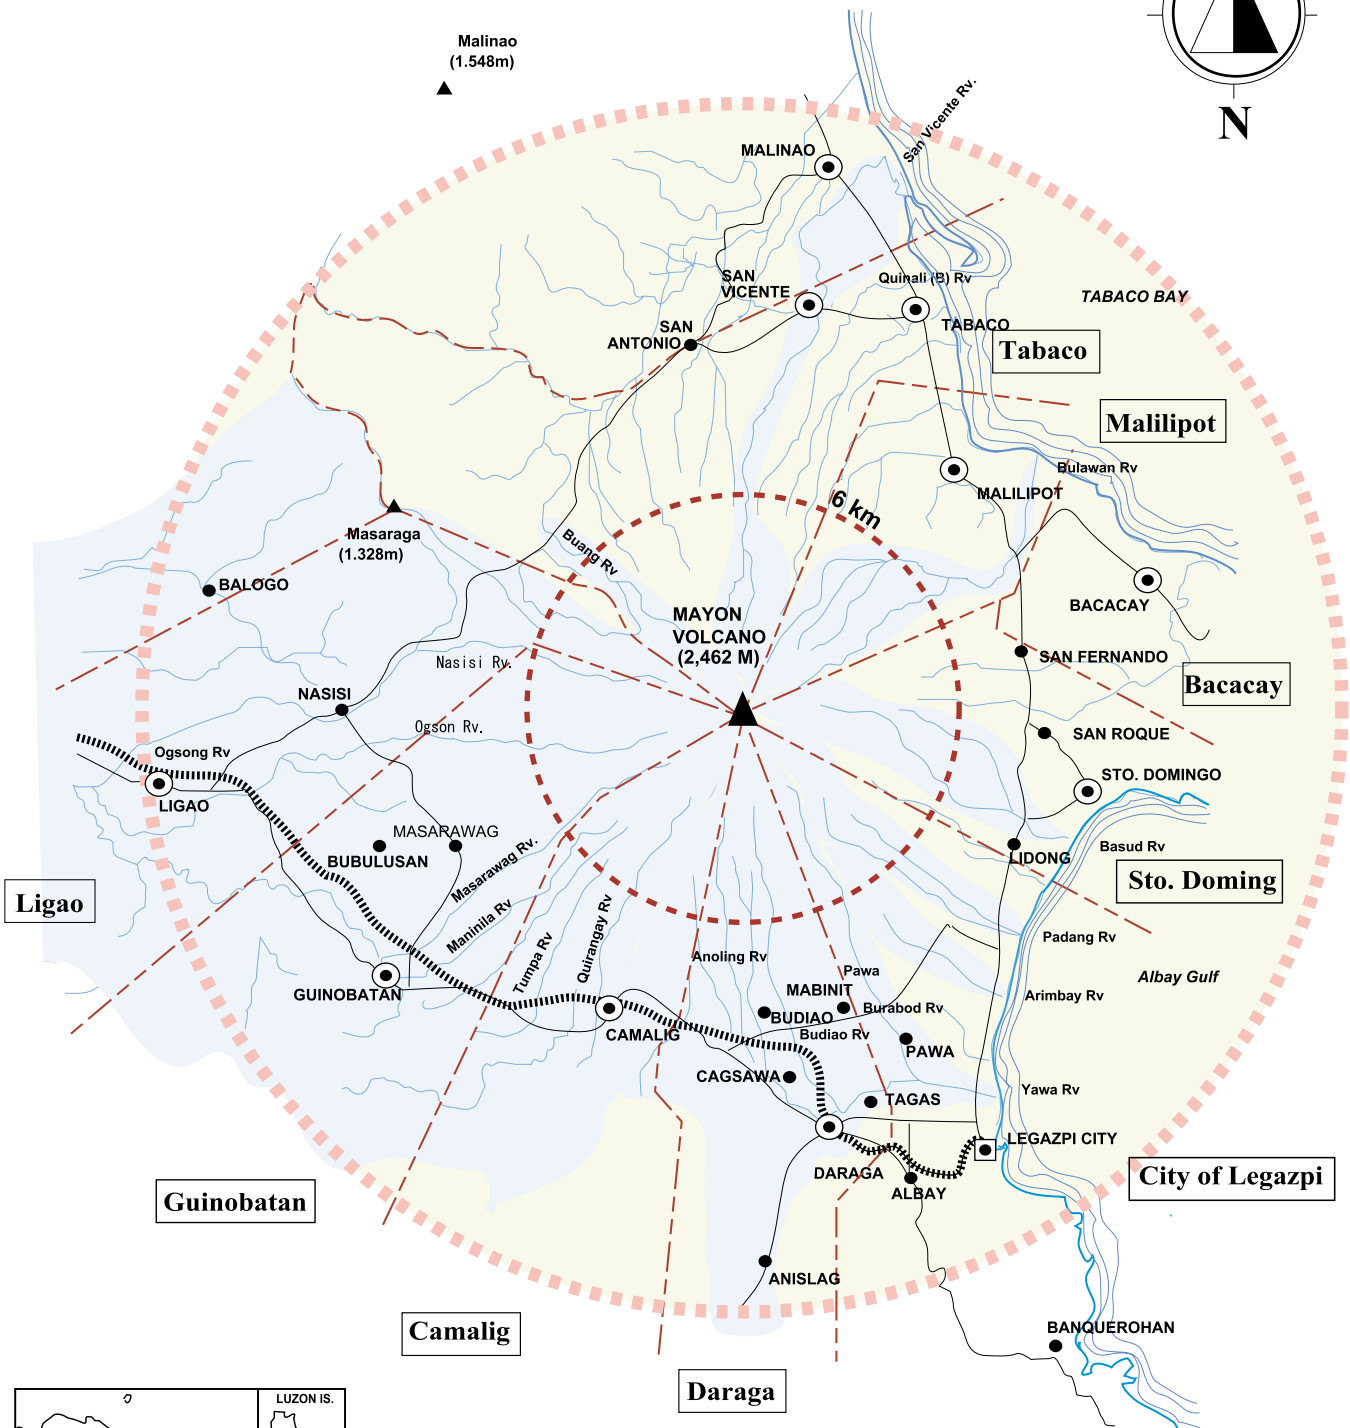 Malinao
(1.548m)
N
San Vicente Rv.
MALINAO
SAN
VICENTE
Quinali (B) Rv
TABACO BAY
SAN
ANTONIO
TABACO
Tabaco
Malilipot
Bulawan Rv
MALILIPOT
6 km
Masaraga
(1.328m)
Buang Rv
BALOGO
BACACAY
MAYON
VOLCANO
(2,462 M)
SAN FERNANDO
Nasisi Rv.
Bacacay
NASISI
Ogson Rv.
SAN ROQUE
Ogsong Rv
STO. DOMINGO
LIGAO
MASARAWAG
BUBULUSAN
LIDONG
Basud Rv
Masarawag Rv.
Sto. Doming
Ligao
Maninila Rv
Tumpa Rv
Quirangay Rv
Padang Rv
Anoling Rv
Pawa
Albay Gulf
MABINIT
GUINOBATAN
Arimbay Rv
BUDIAO
Burabod Rv
CAMALIG
Budiao Rv
PAWA
CAGSAWA
Yawa Rv
TAGAS
LEGAZPI CITY
DARAGA
City of Legazpi
ALBAY
Guinobatan
ANISLAG
Camalig
BANQUEROHAN
Daraga
LUZON IS.